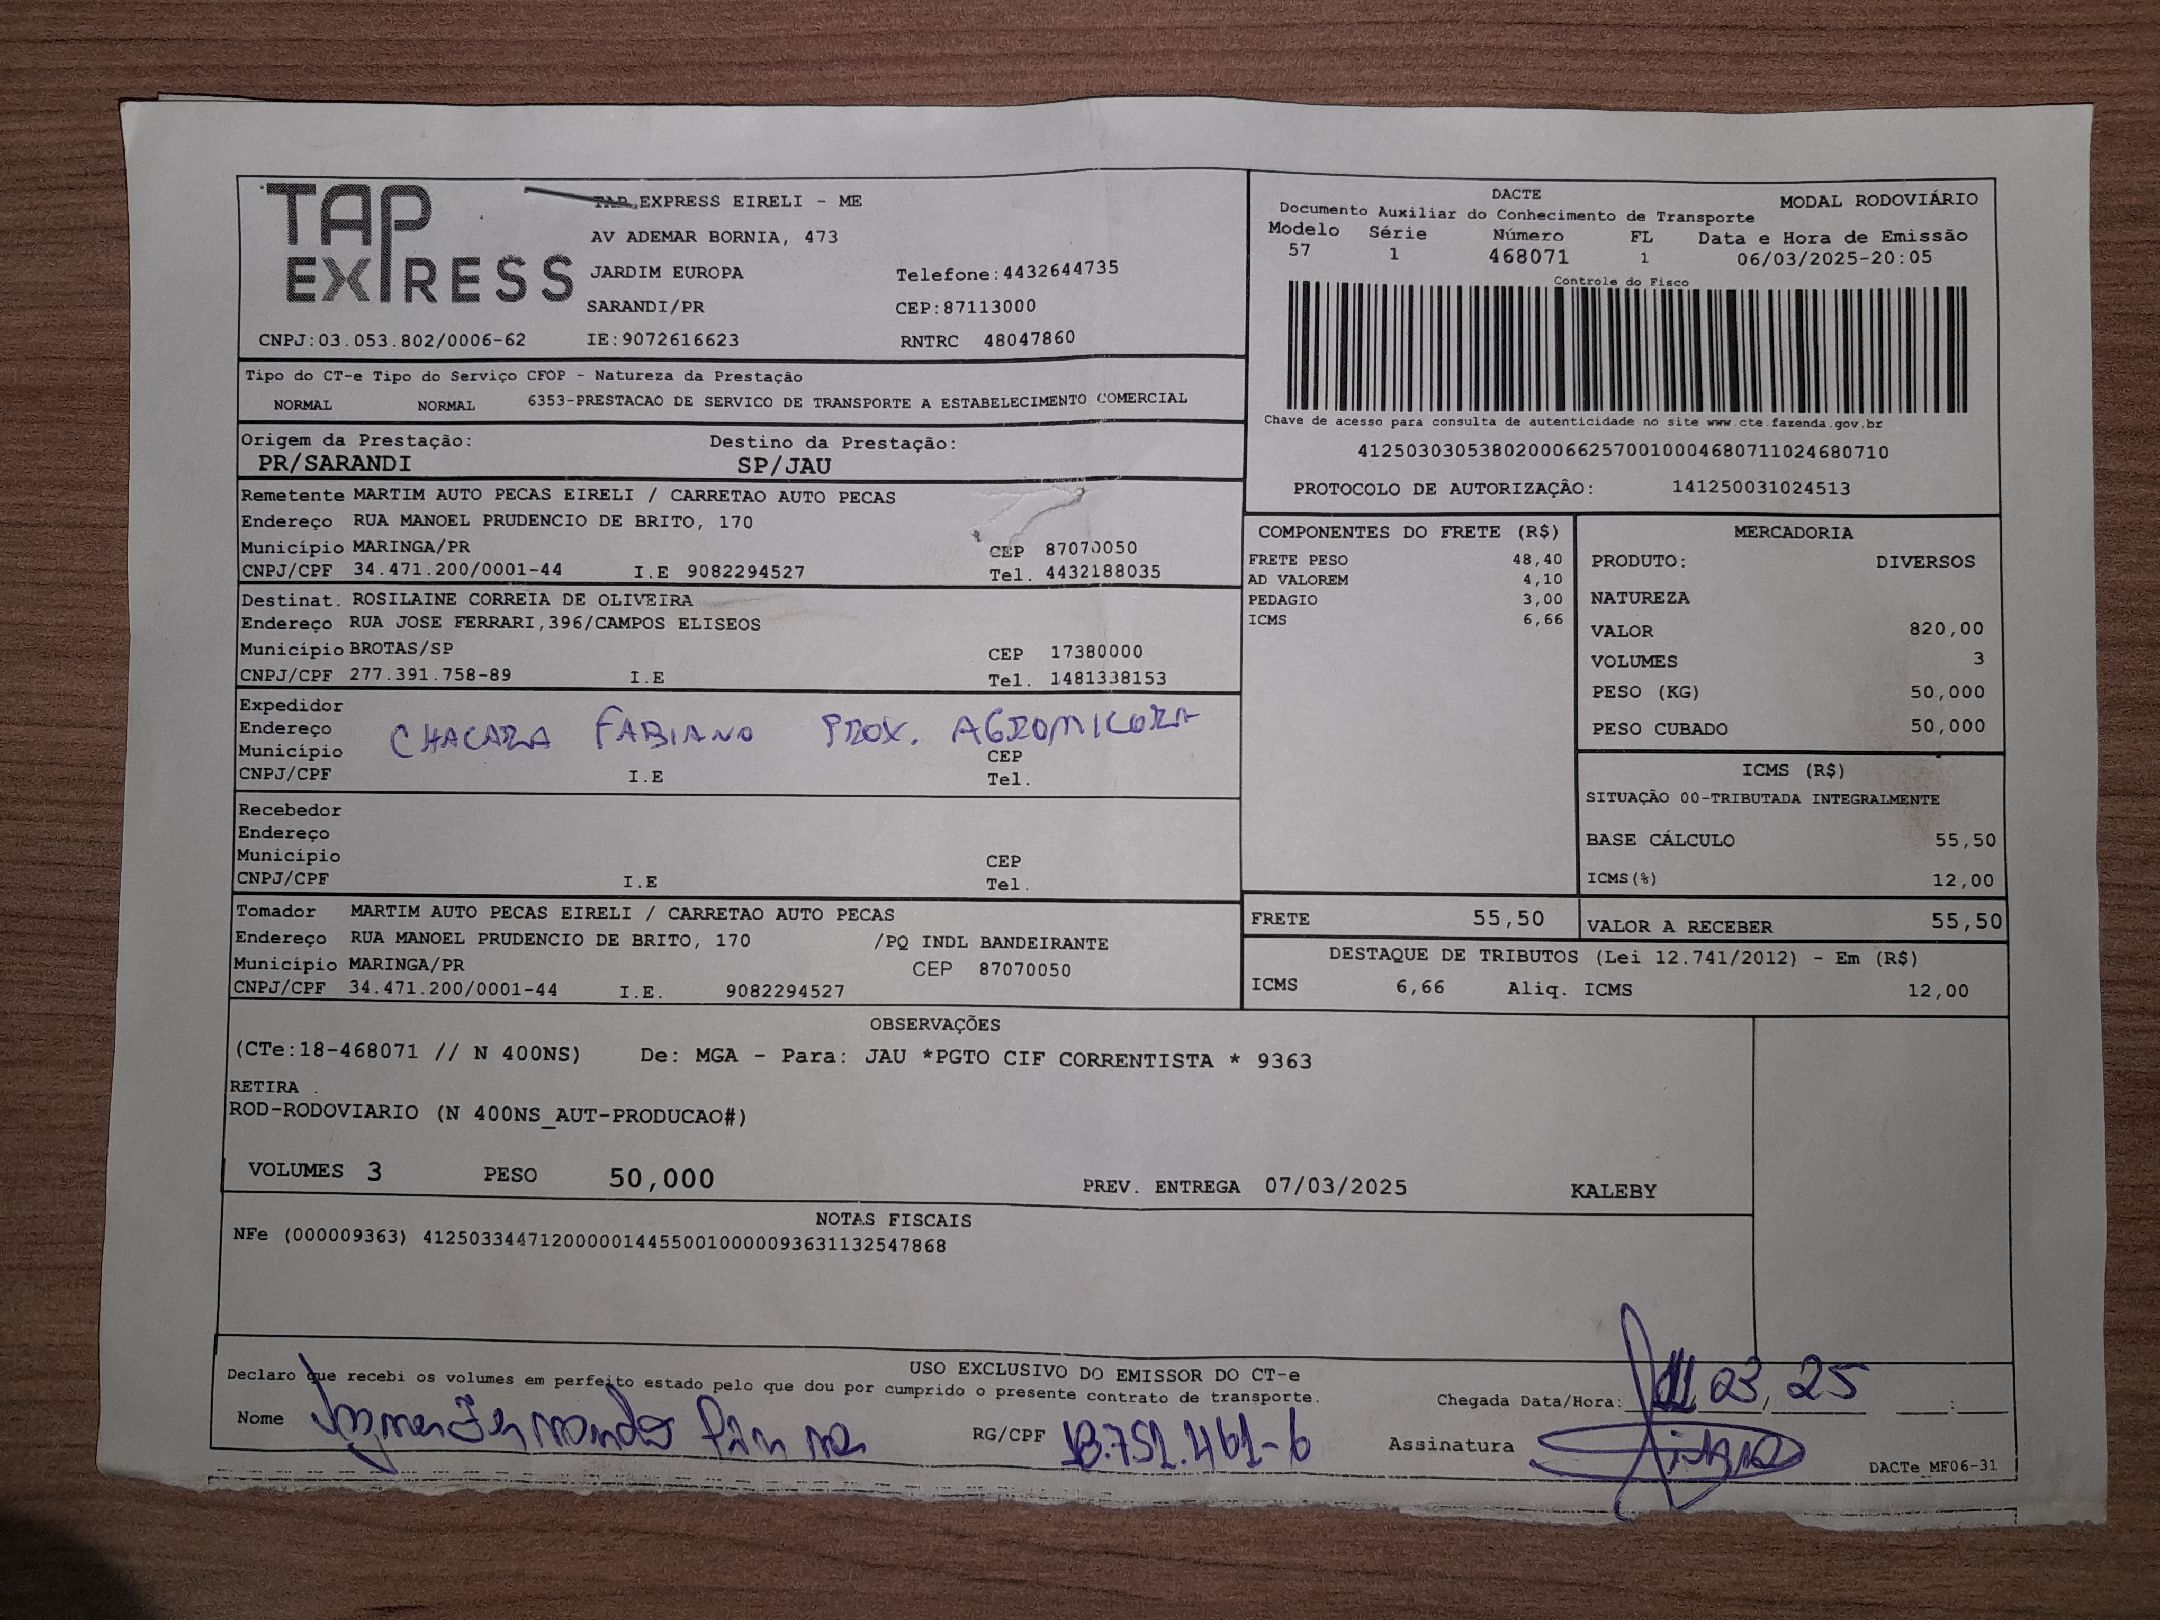 TAP EXPRESS
TAP EXPRESS EIRELI - ME
AV ADEMAR BORNIA, 473
JARDIM EUROPA Telefone:4432644735
SARANDI/PR CEP:87113000
CNPJ:03.053.802/0006-62 IE:9072616623 RNTRC 48047860
DACTE MODAL RODOVIÁRIO
Documento Auxiliar do Conhecimento de Transporte
Modelo Série Número FL Data e Hora de Emissão
57 1 468071 1 06/03/2025-20:05
Controle do Fisco
Chave de acesso para consulta de autenticidade no site www.cte.fazenda.gov.br
41250303053802000662570010004680711024680710
PROTOCOLO DE AUTORIZAÇÃO: 141250031024513
Tipo do CT-e Tipo do Serviço CFOP - Natureza da Prestação
NORMAL NORMAL 6353-PRESTACAO DE SERVICO DE TRANSPORTE A ESTABELECIMENTO COMERCIAL
Origem da Prestação: Destino da Prestação:
PR/SARANDI SP/JAU
Remetente MARTIM AUTO PECAS EIRELI / CARRETAO AUTO PECAS
Endereço RUA MANOEL PRUDENCIO DE BRITO, 170
Município MARINGA/PR CEP 87070050
CNPJ/CPF 34.471.200/0001-44 I.E 9082294527 Tel. 4432188035
Destinat. ROSILAINE CORREIA DE OLIVEIRA
Endereço RUA JOSE FERRARI,396/CAMPOS ELISEOS
Município BROTAS/SP CEP 17380000
CNPJ/CPF 277.391.758-89 I.E Tel. 1481338153
Expedidor
Endereço CHACARA FABIANO PROX.
Município CEP
CNPJ/CPF I.E Tel.
Recebedor
Endereço
Município CEP
CNPJ/CPF I.E Tel.
Tomador MARTIM AUTO PECAS EIRELI / CARRETAO AUTO PECAS
Endereço RUA MANOEL PRUDENCIO DE BRITO, 170 /PQ INDL BANDEIRANTE
Município MARINGA/PR CEP 87070050
CNPJ/CPF 34.471.200/0001-44 I.E. 9082294527
COMPONENTES DO FRETE (R$)
FRETE PESO 48,40
AD VALOREM 4,10
PEDAGIO 3,00
ICMS 6,66
MERCADORIA
PRODUTO: DIVERSOS
NATUREZA
VALOR 820,00
VOLUMES 3
PESO (KG) 50,000
PESO CUBADO 50,000
ICMS (R$)
SITUAÇÃO 00-TRIBUTADA INTEGRALMENTE
BASE CÁLCULO 55,50
ICMS(%) 12,00
FRETE 55,50 VALOR A RECEBER 55,50
DESTAQUE DE TRIBUTOS (Lei 12.741/2012) - Em (R$)
ICMS 6,66 Aliq. ICMS 12,00
OBSERVAÇÕES
(CTe:18-468071 // N 400NS) De: MGA - Para: JAU *PGTO CIF CORRENTISTA * 9363
RETIRA .
ROD-RODOVIARIO (N 400NS_AUT-PRODUCAO#)
VOLUMES 3 PESO 50,000 PREV. ENTREGA 07/03/2025 KALEBY
NOTAS FISCAIS
NFe (000009363) 41250334471200000144550010000093631132547868
USO EXCLUSIVO DO EMISSOR DO CT-e
Declaro que recebi os volumes em perfeito estado pelo que dou por cumprido o presente contrato de transporte.
Chegada Data/Hora: 11 03, 25 :
Nome RG/CPF 18.751.461-6 Assinatura
DACTe_MF06-31